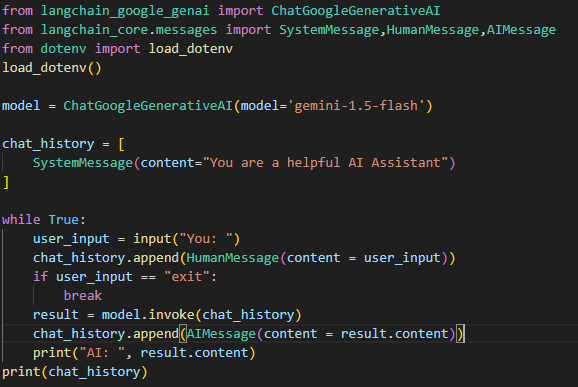 from langchain_google_genai import ChatGoogleGenerativeAI
from langchain_core.messages import SystemMessage,HumanMessage,AIMessage
from dotenv import load_dotenv
load_dotenv()

model = ChatGoogleGenerativeAI(model='gemini-1.5-flash')

chat_history = [
    SystemMessage(content="You are a helpful AI Assistant")
]

while True:
    user_input = input("You: ")
    chat_history.append(HumanMessage(content = user_input))
    if user_input == "exit":
        break
    result = model.invoke(chat_history)
    chat_history.append(AIMessage(content = result.content))
    print("AI: ", result.content)
print(chat_history)